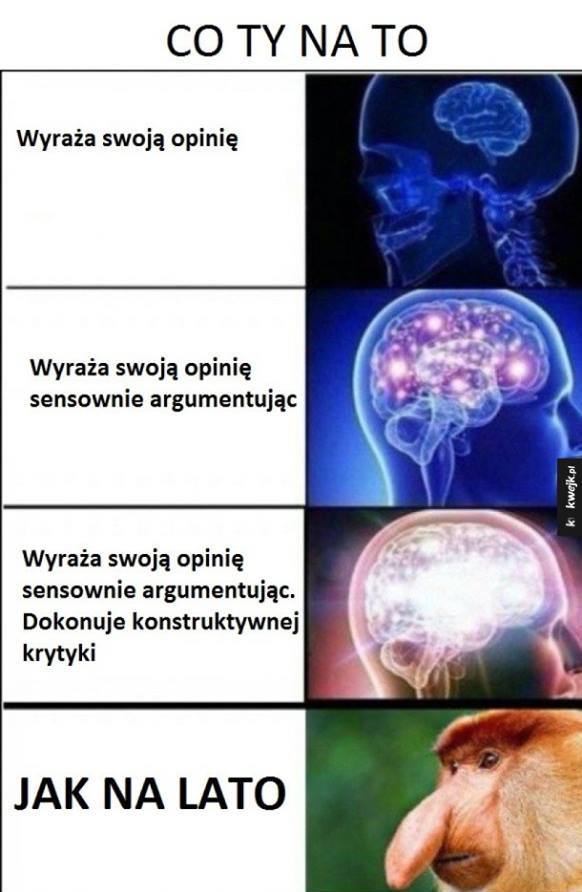 CO TY NA TO
Wyraża swoją opinię
Wyraża swoją opinię
sensownie argumentując
Wyraża swoją opinię
sensownie argumentując.
Dokonuje konstruktywnej
krytyki
JAK NA LATO
kwejk.pl